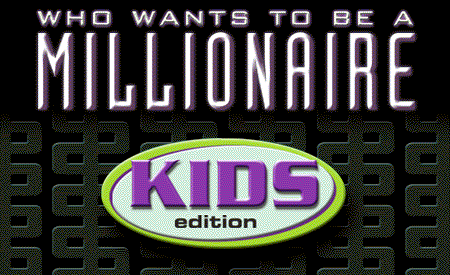 WHO WANTS TO BE A
MILLIONAIRE
KIDS
edition